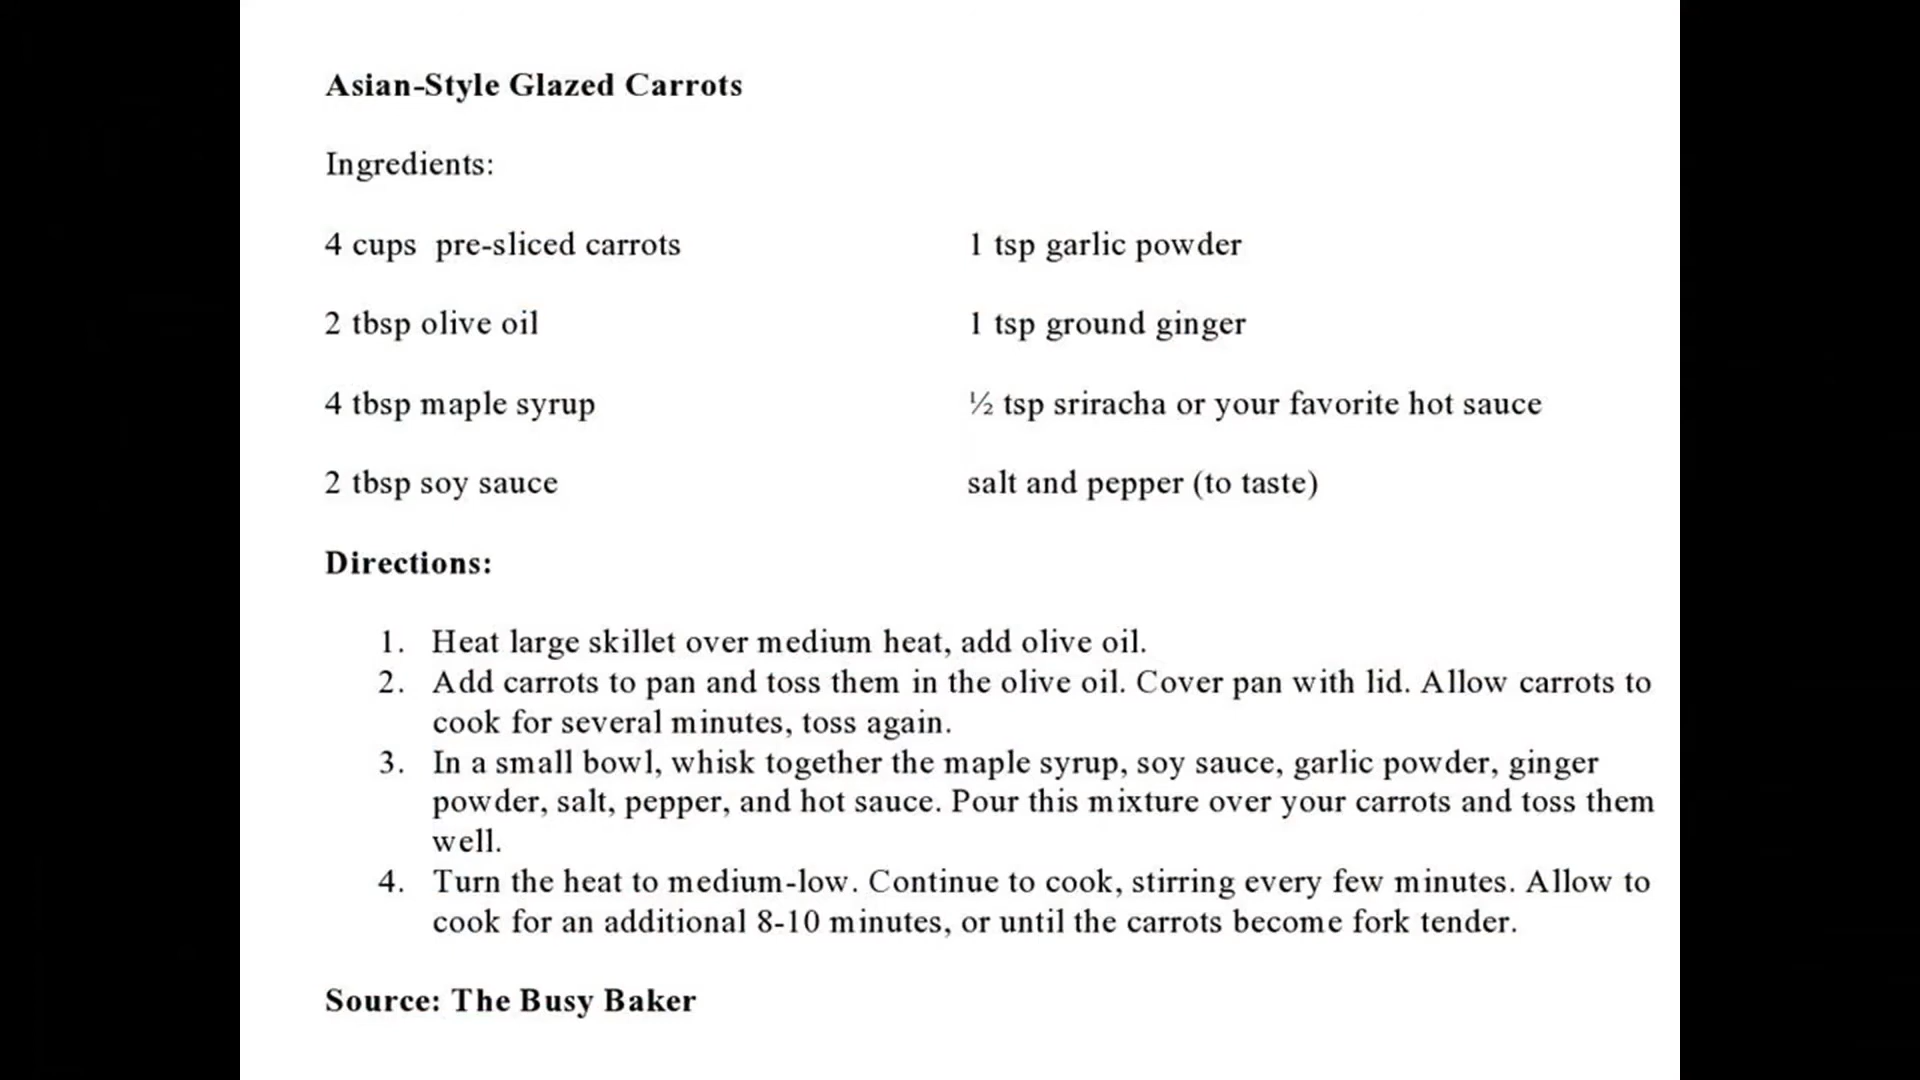 Asian-Style Glazed Carrots
Ingredients:
4 cups pre-sliced carrots
1 tsp garlic powder
2 tbsp olive oil
1 tsp ground ginger
4 tbsp maple syrup
½ tsp sriracha or your favorite hot sauce
2 tbsp soy sauce
salt and pepper (to taste)
Directions:
1. Heat large skillet over medium heat, add olive oil.
2. Add carrots to pan and toss them in the olive oil. Cover pan with lid. Allow carrots to
cook for several minutes, toss again.
3. In a small bowl, whisk together the maple syrup, soy sauce, garlic powder, ginger
powder, salt, pepper, and hot sauce. Pour this mixture over your carrots and toss them
well.
4. Turn the heat to medium-low. Continue to cook, stirring every few minutes. Allow to
cook for an additional 8-10 minutes, or until the carrots become fork tender.
Source: The Busy Baker